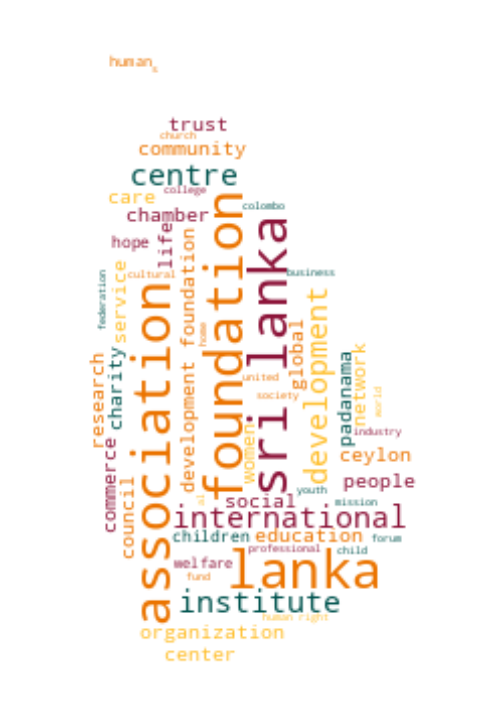 human
trust
church
community
centre
college
care
chamber
colombo
hope
life
cultural
business
federation
service
development foundation
foundation
sri lanka
association
home
global
development
united
society
research
charity
women
padanama
network
world
industry
ceylon
commerce
council
al
youth
people
social
mission
international
children
education
forum
professional
child
welfare
fund
lanka
institute
human right
organization
center